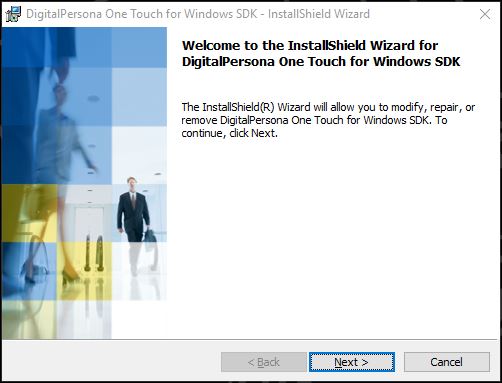 DigitalPersona One Touch for Windows SDK - InstallShield Wizard
Welcome to the InstallShield Wizard for
DigitalPersona One Touch for Windows SDK
The InstallShield(R) Wizard will allow you to modify, repair, or
remove DigitalPersona One Touch for Windows SDK. To
continue, click Next.
< Back
Next >
Cancel